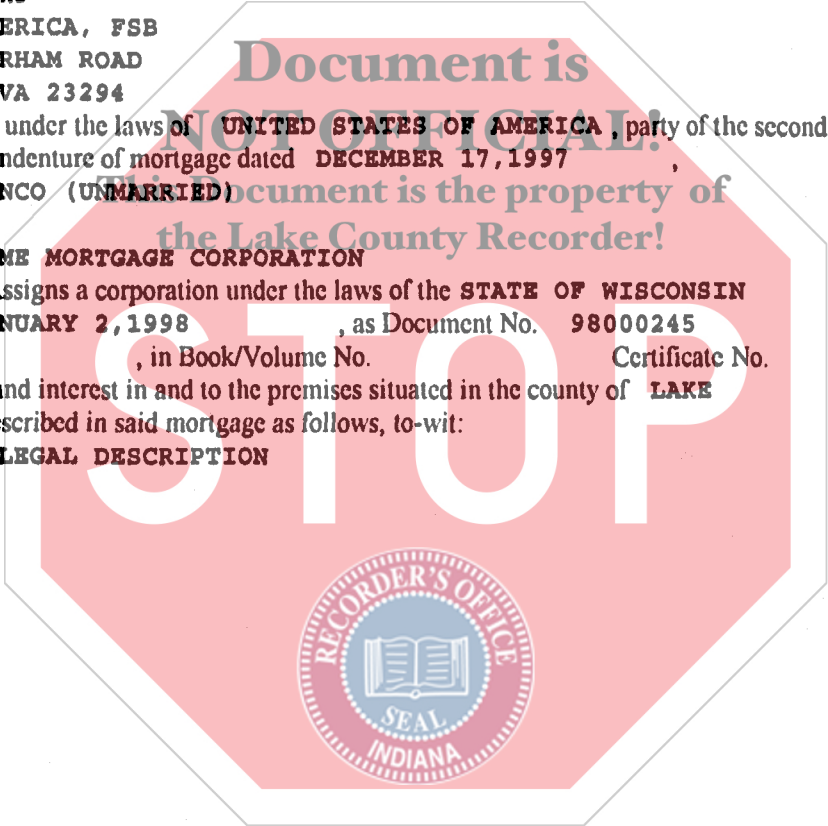 ERICA, FSB
RHAM ROAD
VA 23294
under the laws of UNITED STATES OF AMERICA , party of the second
ndenture of mortgage dated DECEMBER 17,1997 ,
NCO (UNMARRIED)
ME MORTGAGE CORPORATION
ssigns a corporation under the laws of the STATE OF WISCONSIN
NUARY 2,1998 , as Document No. 98000245
, in Book/Volume No. Certificate No.
and interest in and to the premises situated in the county of LAKE
scribed in said mortgage as follows, to-wit:
LEGAL DESCRIPTION
Document is
NOT OFFICIAL!
This Document is the property of
the Lake County Recorder!
STOP
RECORDER'S OFFICE
SEAL
INDIANA